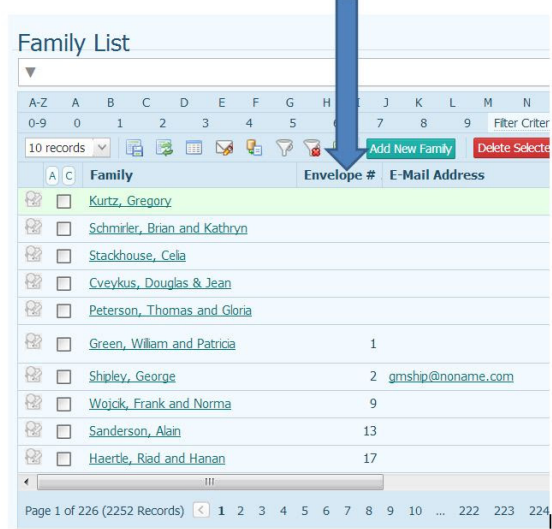 Family List
A-Z A B C D E F G H I J K L M N
0-9 0 1 2 3 4 5 7 8 9 Filter Criter
10 records Add New Family Delete Selecte
A C Family Envelope # E-Mail Address
Kurtz, Gregory
Schmirler, Brian and Kathryn
Stackhouse, Celia
Cveykus, Douglas & Jean
Peterson, Thomas and Gloria
Green, William and Patricia 1
Shipley, George 2 gmship@noname.com
Wojcik, Frank and Norma 9
Sanderson, Alain 13
Haertle, Riad and Hanan 17
Page 1 of 226 (2252 Records) 1 2 3 4 5 6 7 8 9 10 ... 222 223 224